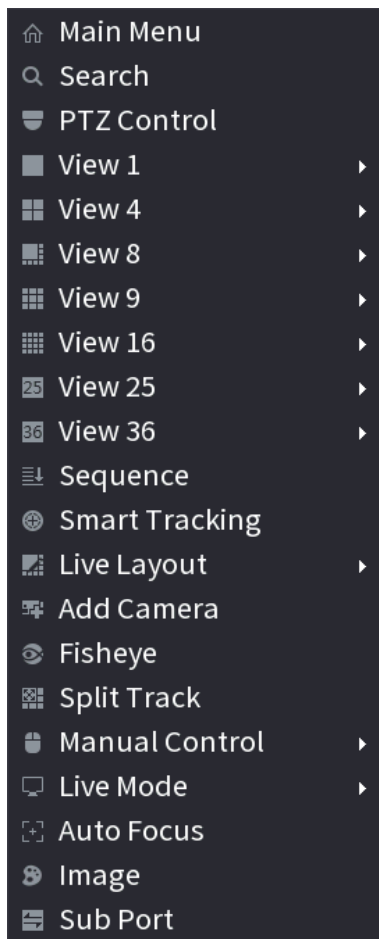 Main Menu
Search
PTZ Control
View 1
View 4
View 8
View 9
View 16
25 View 25
36 View 36
Sequence
Smart Tracking
Live Layout
Add Camera
Fisheye
Split Track
Manual Control
Live Mode
Auto Focus
Image
Sub Port